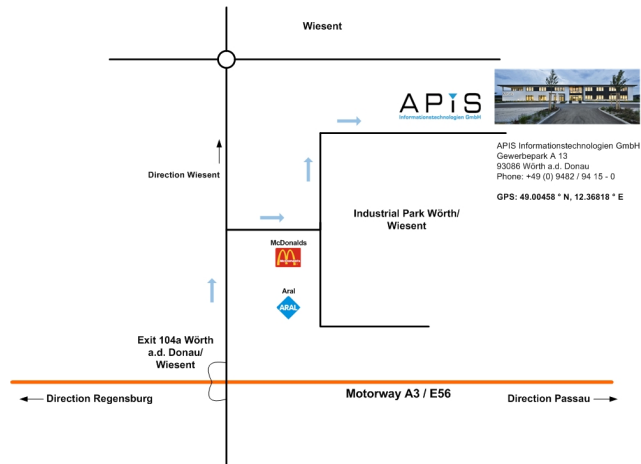 Wiesent
APiS
Informationstechnologien GmbH
APIS Informationstechnologien GmbH
Gewerbepark A 13
93086 Wörth a.d. Donau
Phone: +49 (0) 9482 / 94 15 - 0
GPS: 49.00458 ° N, 12.36818 ° E
Direction Wiesent
Industrial Park Wörth/
Wiesent
McDonalds
Aral
ARAL
Exit 104a Wörth
a.d. Donau/
Wiesent
Motorway A3 / E56
Direction Regensburg
Direction Passau